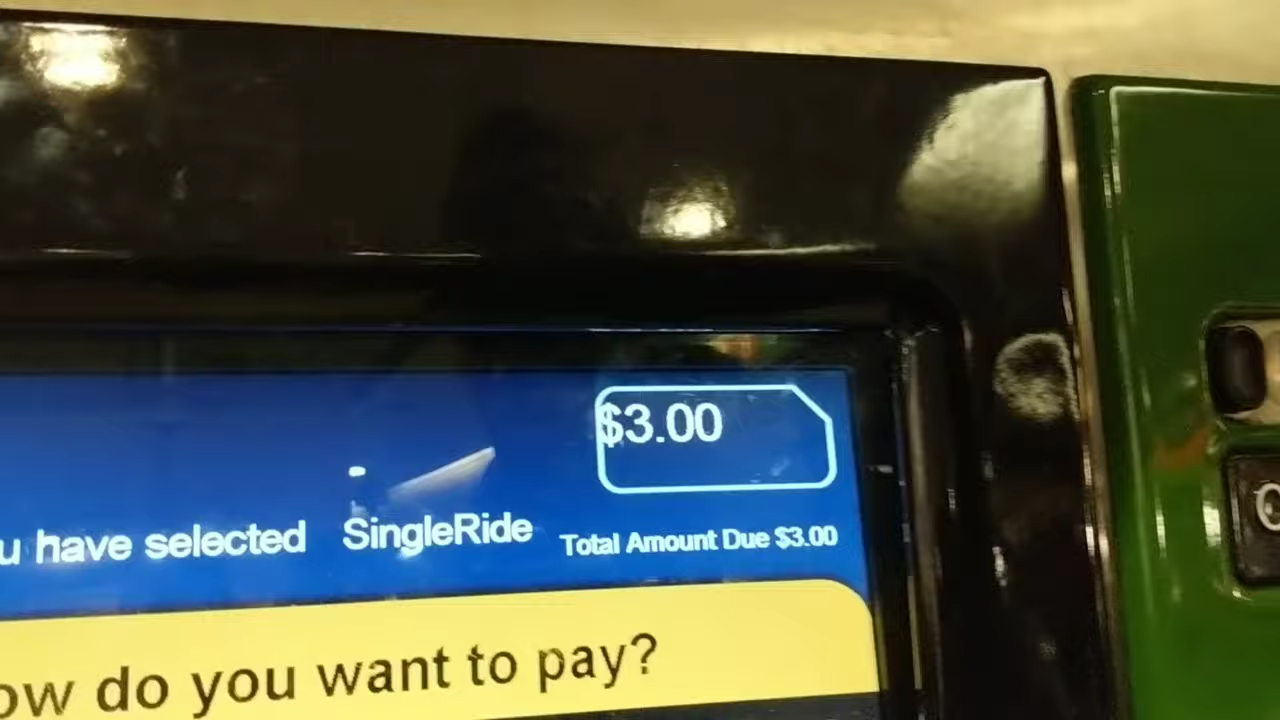 $3.00
u have selected SingleRide Total Amount Due $3.00
ow do you want to pay?